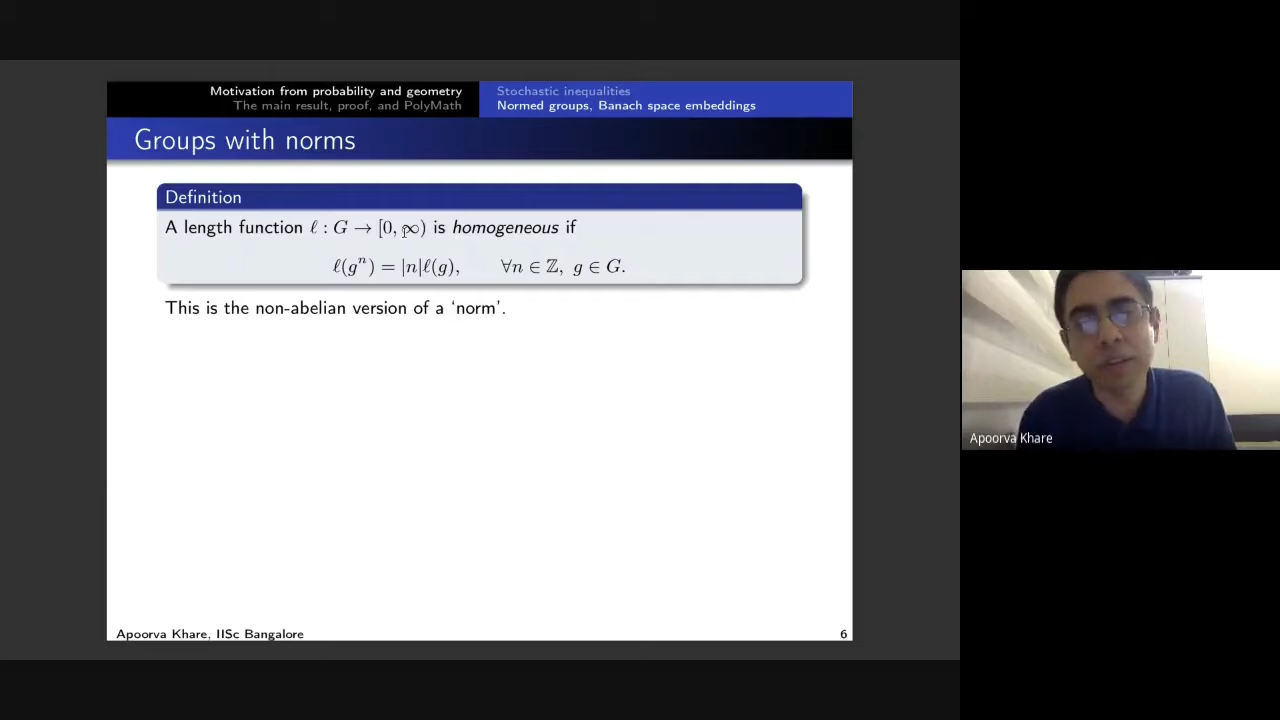 Motivation from probability and geometry
The main result, proof, and PolyMath
Stochastic inequalities
Normed groups, Banach space embeddings
Groups with norms
Definition
A length function ℓ : G → [0, ∞) is homogeneous if
ℓ(gⁿ) = |n|ℓ(g), ∀n ∈ ℤ, g ∈ G.
This is the non-abelian version of a ‘norm’.
Apoorva Khare, IISc Bangalore
6
Apoorva Khare